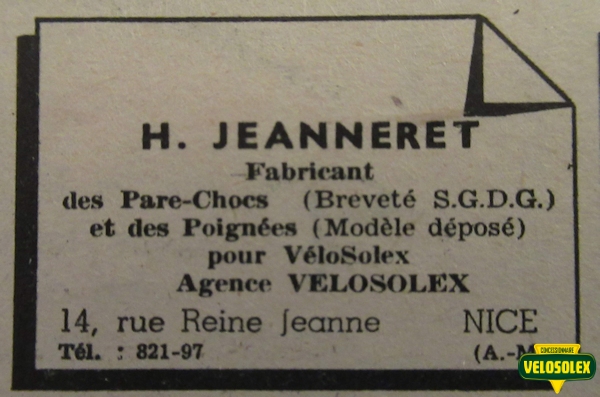 H. JEANNERET
Fabricant
des Pare-Chocs (Breveté S.G.D.G.)
et des Poignées (Modèle déposé)
pour VéloSolex
Agence VELOSOLEX
14, rue Reine Jeanne NICE
Tél. : 821-97 (A.-M
CONCESSIONNAIRE
VELOSOLEX